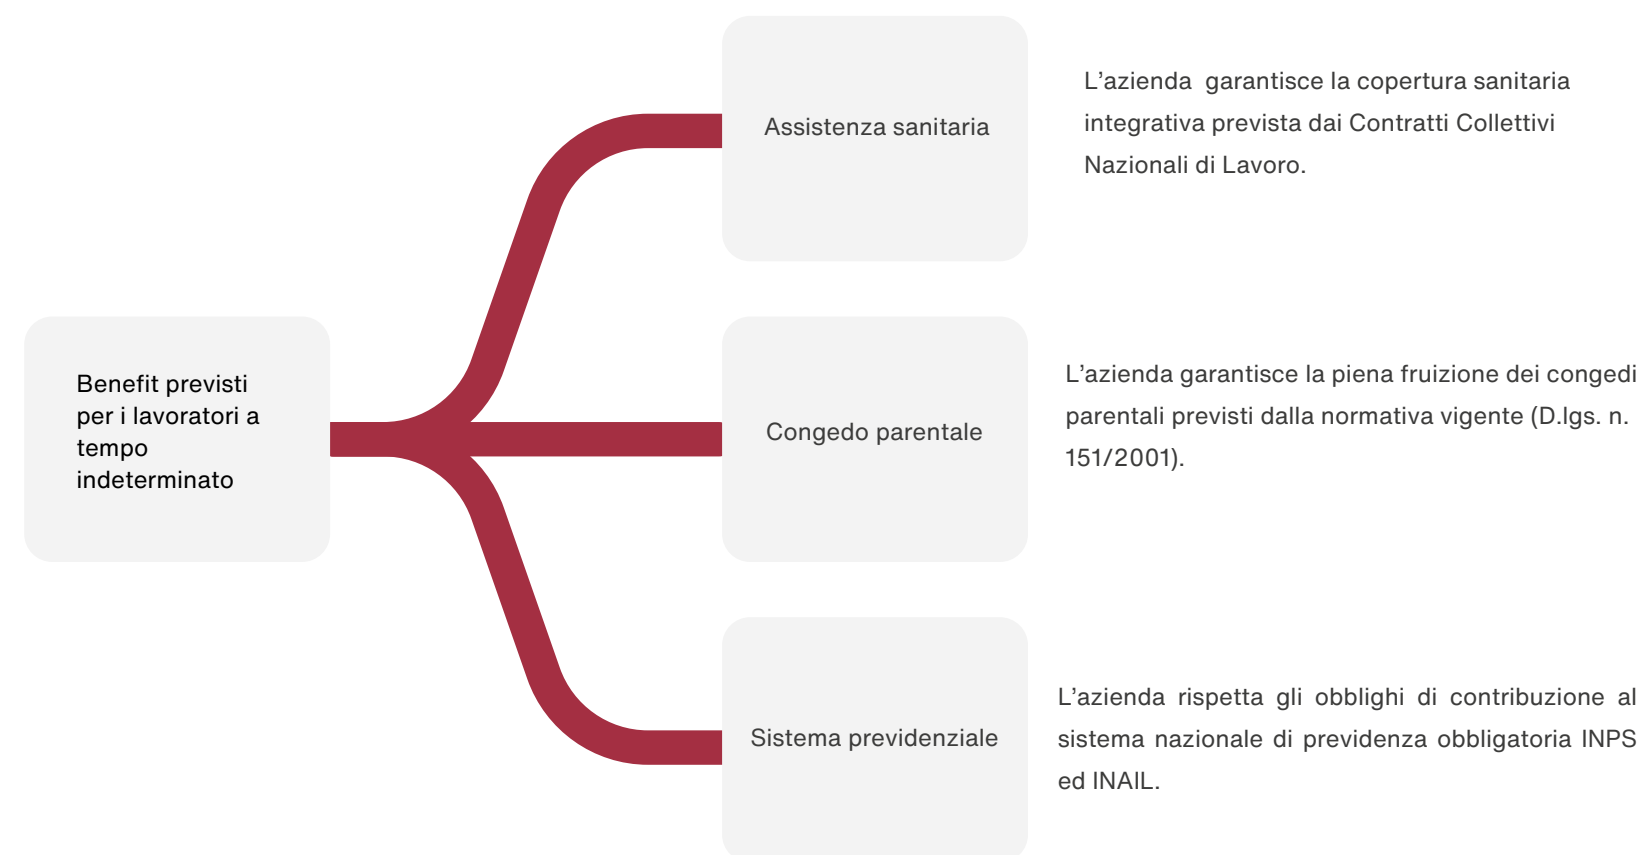 Benefit previsti
per i lavoratori a
tempo
indeterminato
Assistenza sanitaria
L’azienda  garantisce la copertura sanitaria
integrativa prevista dai Contratti Collettivi
Nazionali di Lavoro.
Congedo parentale
L’azienda garantisce la piena fruizione dei congedi
parentali previsti dalla normativa vigente (D.lgs. n.
151/2001).
Sistema previdenziale
L’azienda rispetta gli obblighi di contribuzione al
sistema nazionale di previdenza obbligatoria INPS
ed INAIL.